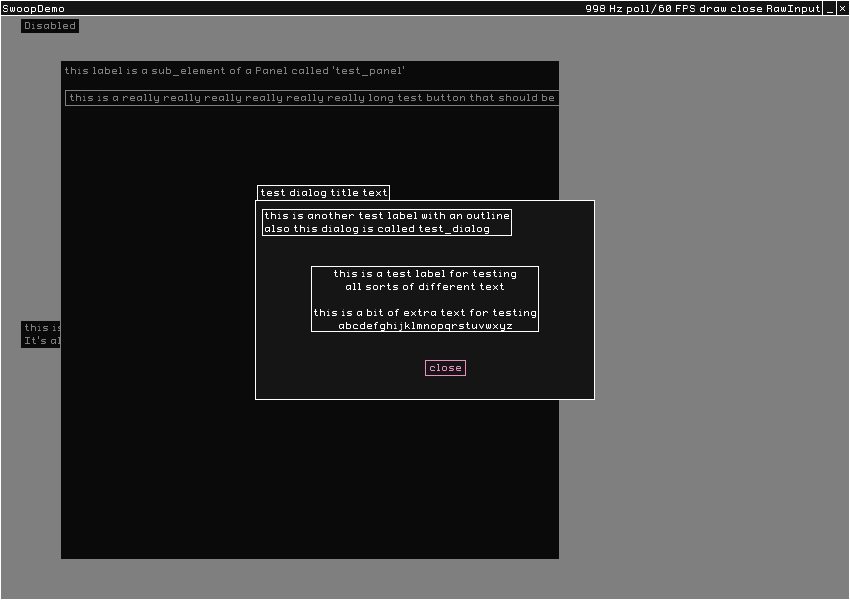 SwoopDemo
998 Hz poll/60 FPS draw close RawInput _ ×
Disabled
this label is a sub_element of a Panel called 'test_panel'
this is a really really really really really really long test button that should be
test dialog title text
this is another test label with an outline
also this dialog is called test_dialog
this is a test label for testing
all sorts of different text
this is a bit of extra text for testing
abcdefghijklmnopqrstuvwxyz
this is
It's al
close